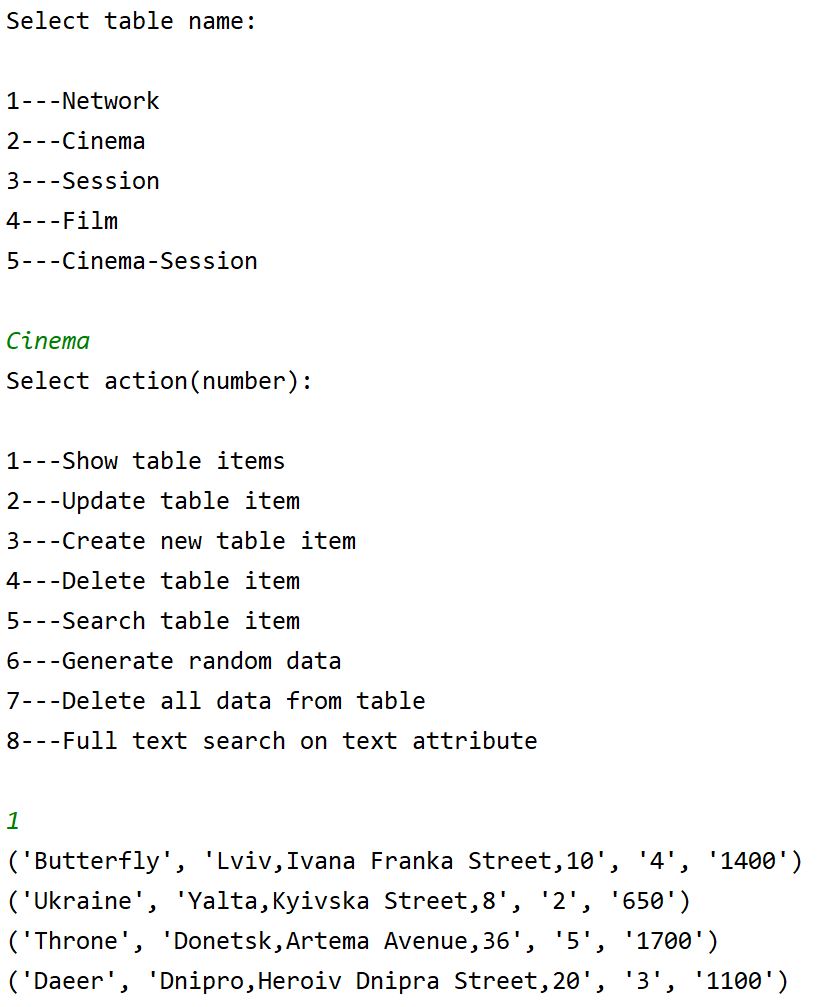 Select table name:
1---Network
2---Cinema
3---Session
4---Film
5---Cinema-Session
Cinema
Select action(number):
1---Show table items
2---Update table item
3---Create new table item
4---Delete table item
5---Search table item
6---Generate random data
7---Delete all data from table
8---Full text search on text attribute
1
('Butterfly', 'Lviv,Ivana Franka Street,10', '4', '1400')
('Ukraine', 'Yalta,Kyivska Street,8', '2', '650')
('Throne', 'Donetsk,Artema Avenue,36', '5', '1700')
('Daeer', 'Dnipro,Heroiv Dnipra Street,20', '3', '1100')